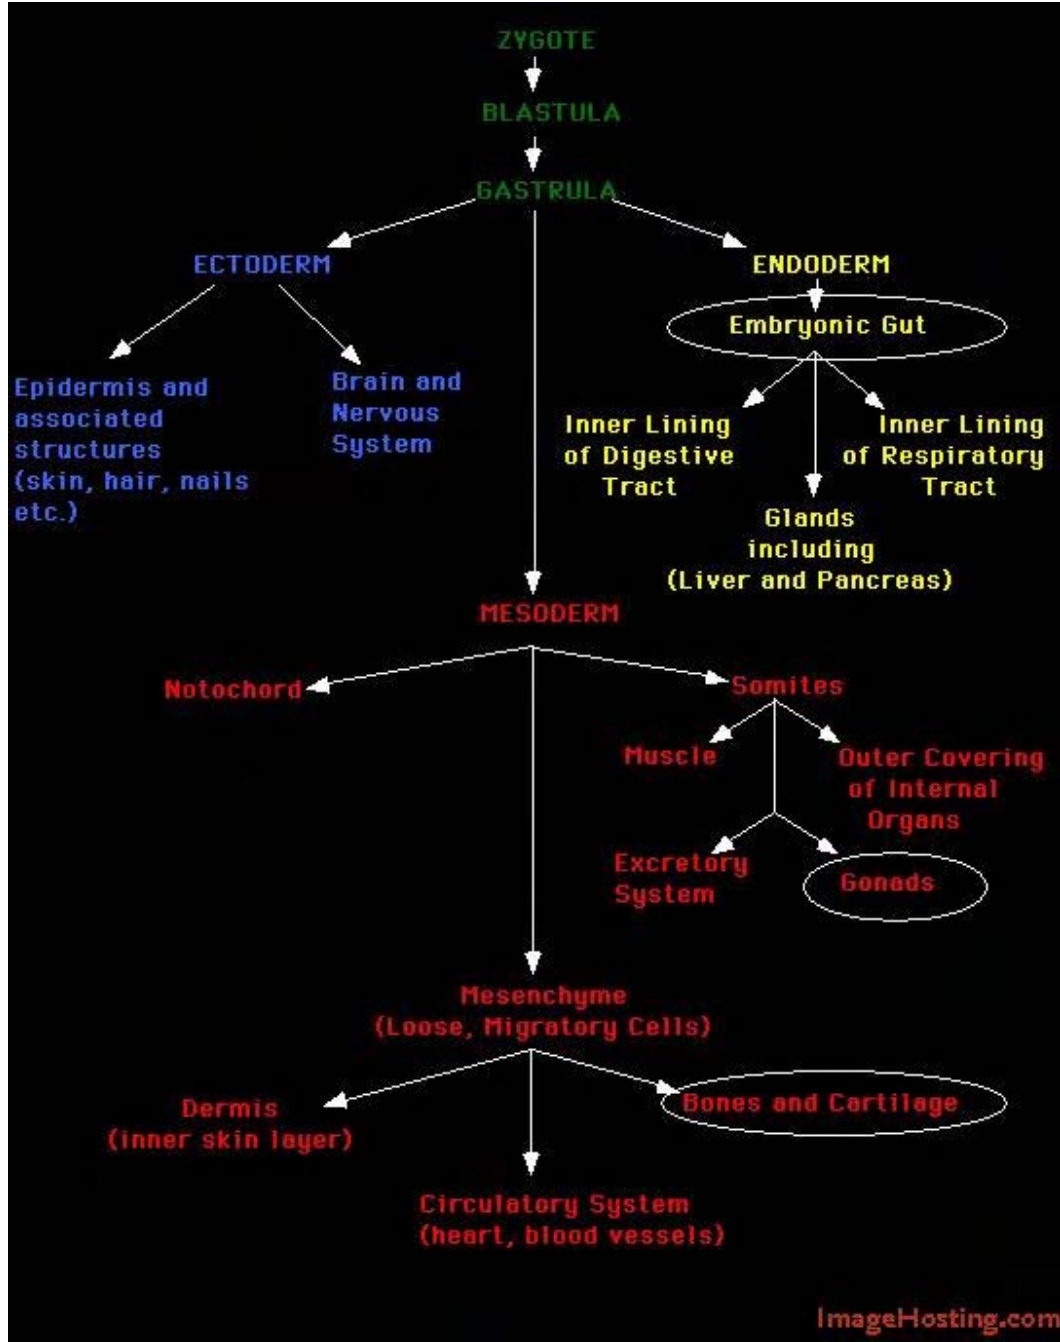 ZYGOTE
BLASTULA
GASTRULA
ECTODERM
ENDODERM
Embryonic Gut
Epidermis and
associated
structures
(skin, hair, nails
etc.)
Brain and
Nervous
System
Inner Lining
of Digestive
Tract
Inner Lining
of Respiratory
Tract
Glands
including
(Liver and Pancreas)
MESODERM
Notochord
Somites
Muscle
Outer Covering
of Internal
Organs
Excretory
System
Gonads
Mesenchyme
(Loose, Migratory Cells)
Dermis
(inner skin layer)
Bones and Cartilage
Circulatory System
(heart, blood vessels)
ImageHosting.com